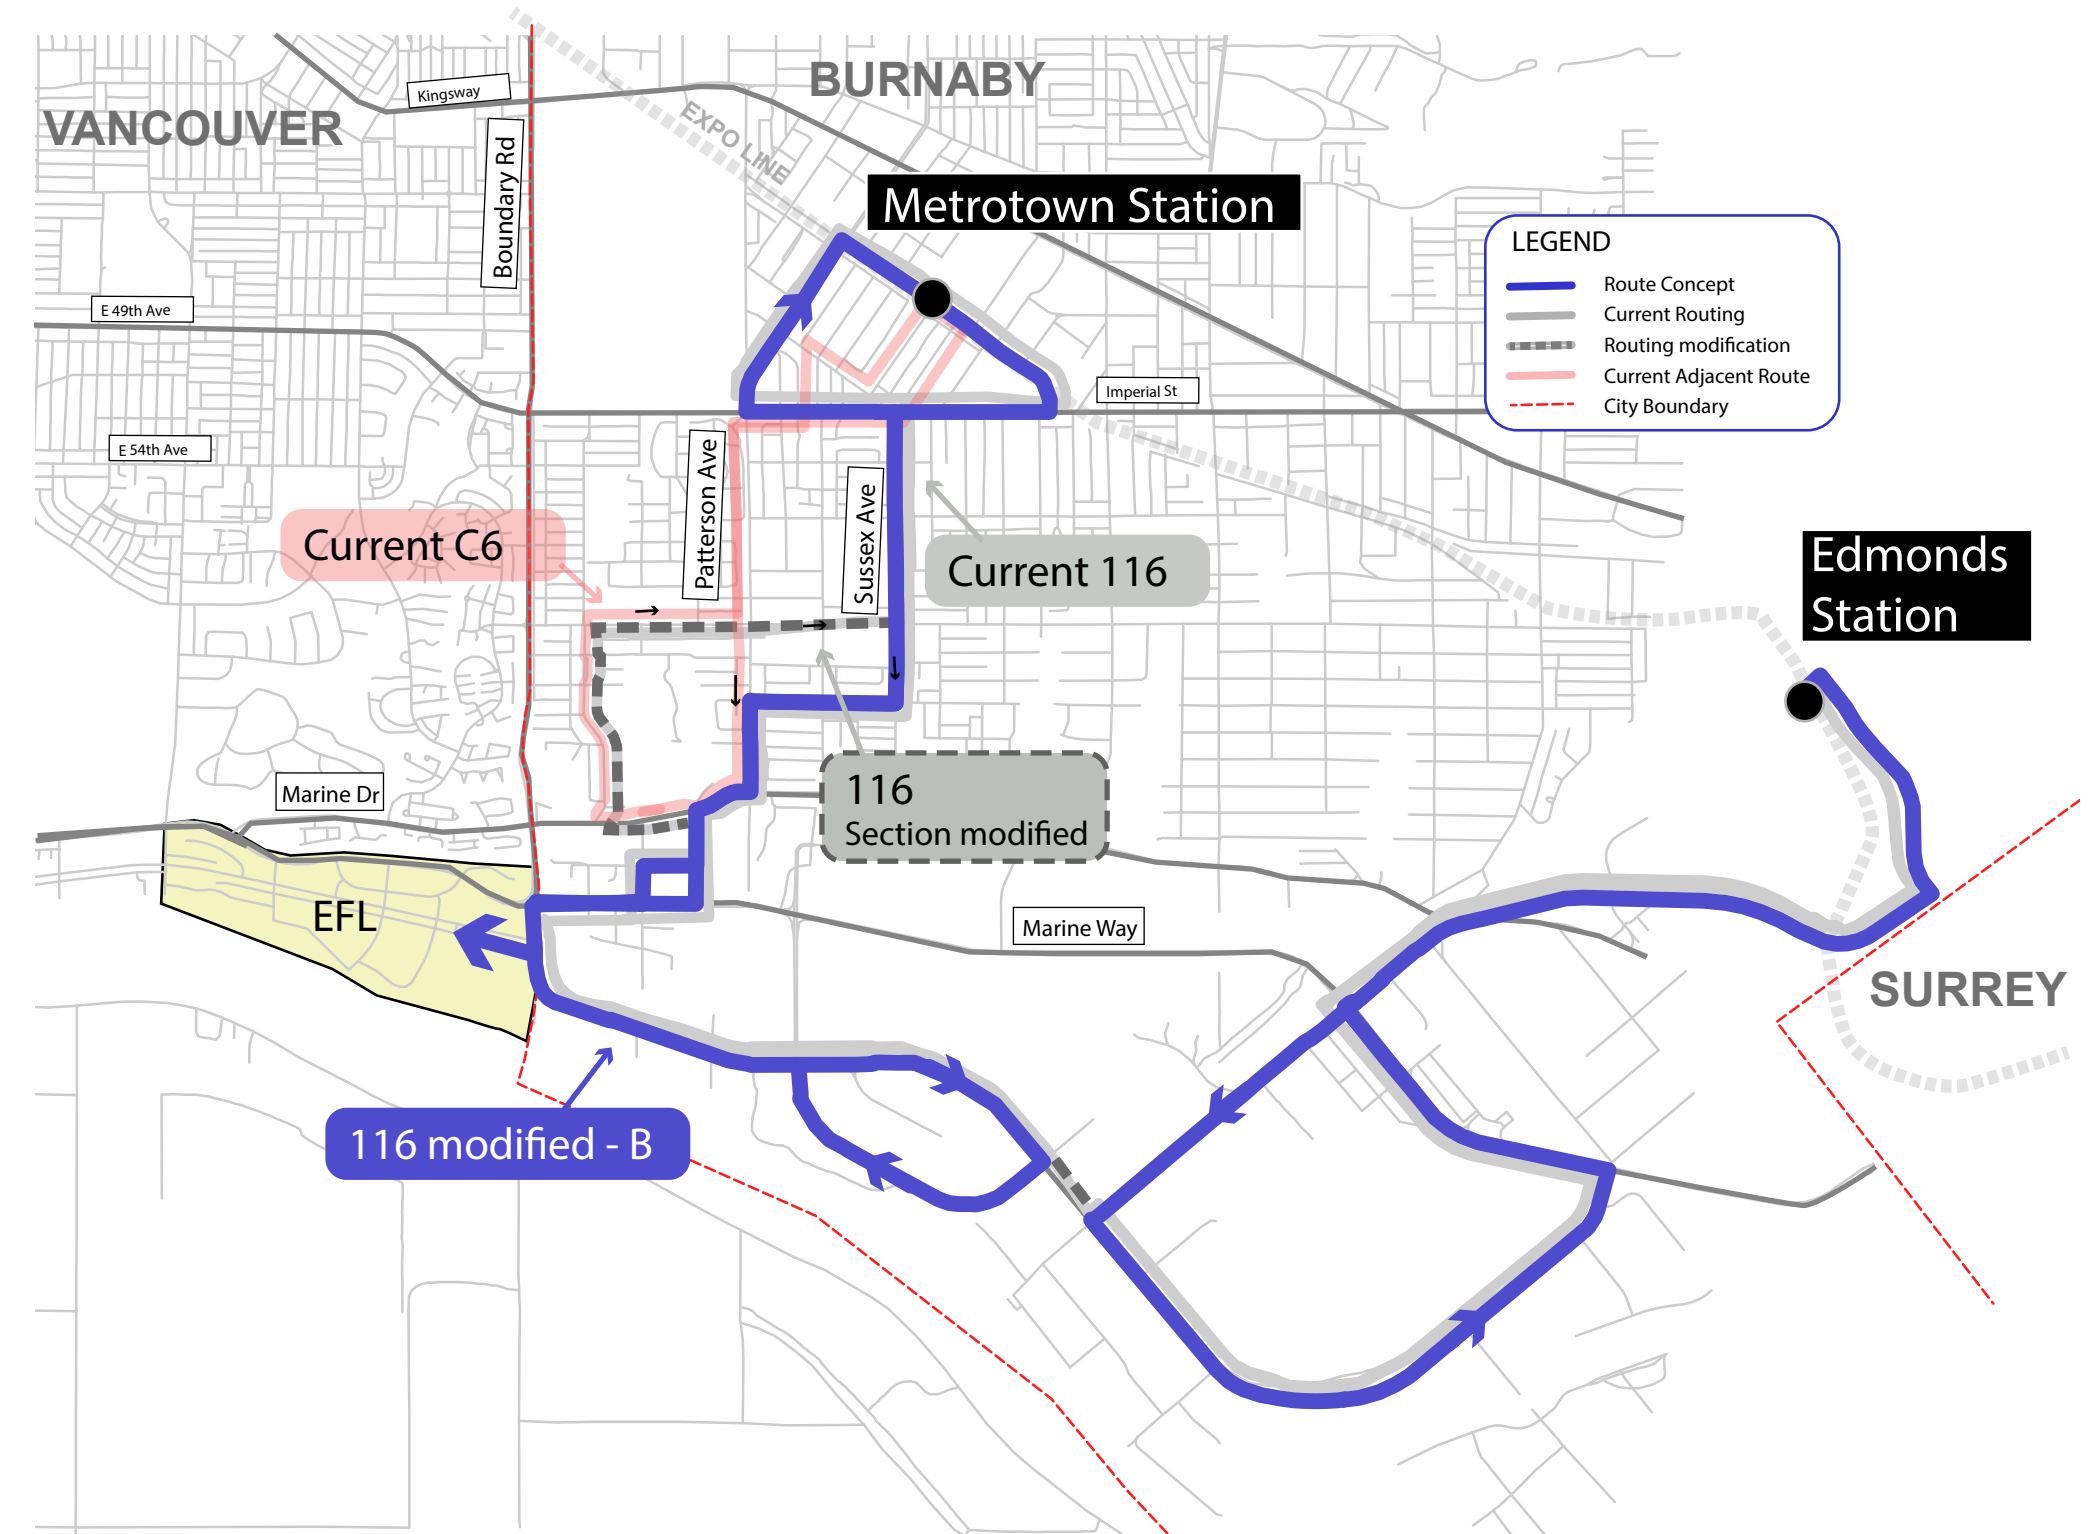 BURNABY
Kingsway
VANCOUVER
EXPO LINE
Boundary Rd
Metrotown Station
LEGEND
Route Concept
Current Routing
Routing modification
Current Adjacent Route
City Boundary
E 49th Ave
Imperial St
E 54th Ave
Patterson Ave
Sussex Ave
Current C6
Current 116
Edmonds
Station
Marine Dr
116
Section modified
EFL
Marine Way
SURREY
116 modified - B